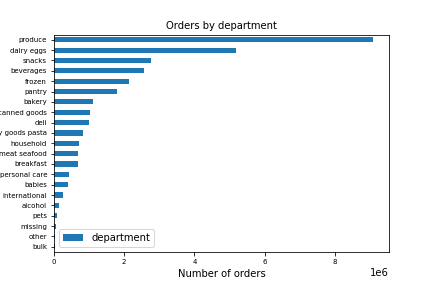 Orders by department
produce
dairy eggs
snacks
beverages
frozen
pantry
bakery
canned goods
deli
y goods pasta
household
meat seafood
breakfast
personal care
babies
international
alcohol
pets
missing
other
bulk
department
0 2 4 6 8
1e6
Number of orders